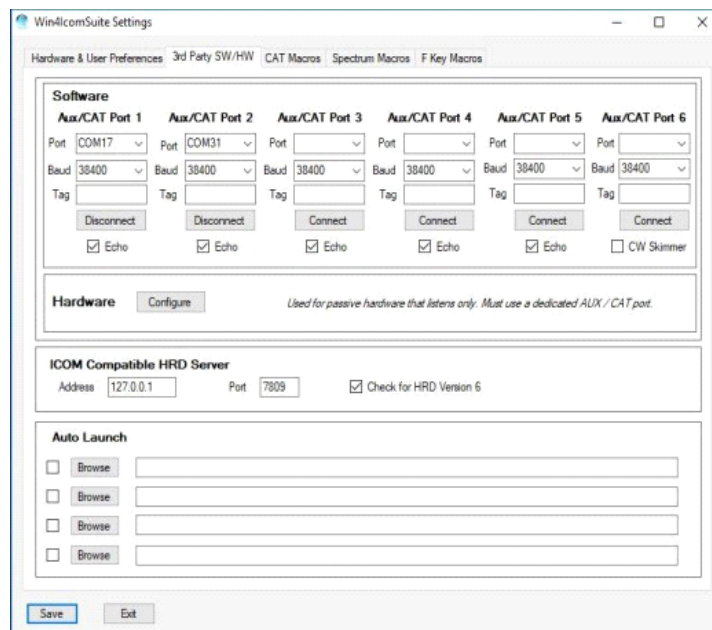 Win4IcomSuite Settings
Hardware & User Preferences 3rd Party SW/HW CAT Macros Spectrum Macros F Key Macros
Software
Aux/CAT Port 1 Aux/CAT Port 2 Aux/CAT Port 3 Aux/CAT Port 4 Aux/CAT Port 5 Aux/CAT Port 6
Port COM17 Port COM31 Port Port Port Port
Baud 38400 Baud 38400 Baud 38400 Baud 38400 Baud 38400 Baud 38400
Tag Tag Tag Tag Tag Tag
Disconnect Disconnect Connect Connect Connect Connect
Echo Echo Echo Echo Echo CW Skimmer
Hardware Configure Used for passive hardware that listens only. Must use a dedicated AUX / CAT port.
ICOM Compatible HRD Server
Address 127.0.0.1 Port 7809 Check for HRD Version 6
Auto Launch
Browse
Browse
Browse
Browse
Save Exit